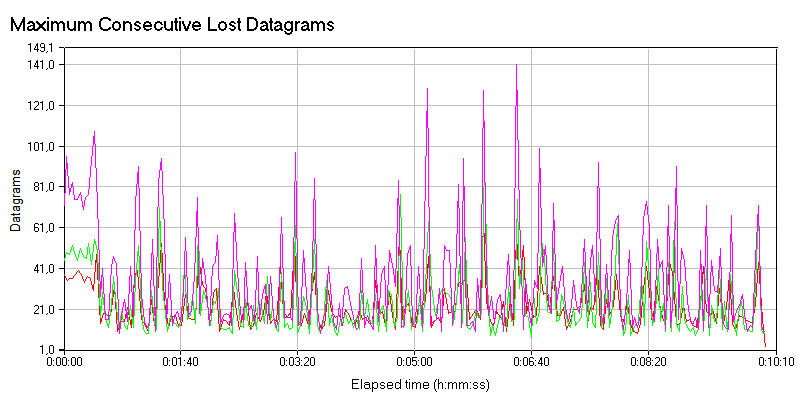 Maximum Consecutive Lost Datagrams
149,1
141,0
121,0
101,0
81,0
61,0
41,0
21,0
1,0
Datagrams
0:00:00 0:01:40 0:03:20 0:05:00 0:06:40 0:08:20 0:10:10
Elapsed time (h:mm:ss)